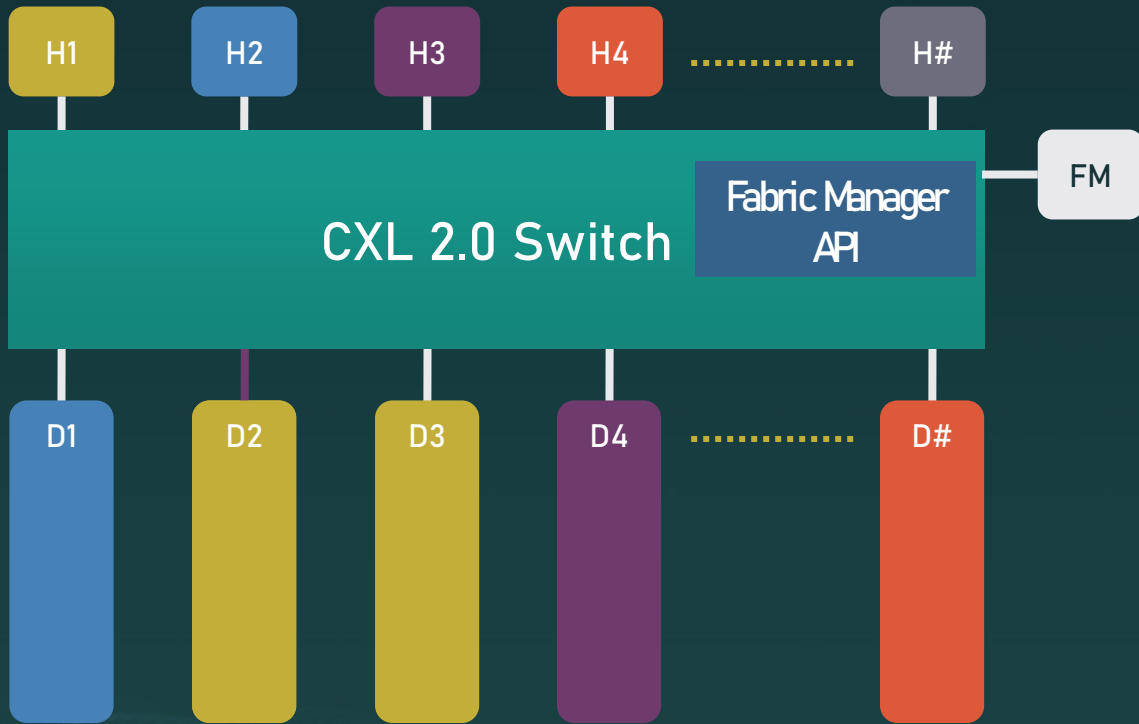 H1
H2
H3
H4
H#
FM
Fabric Manager
API
CXL 2.0 Switch
D1
D2
D3
D4
D#